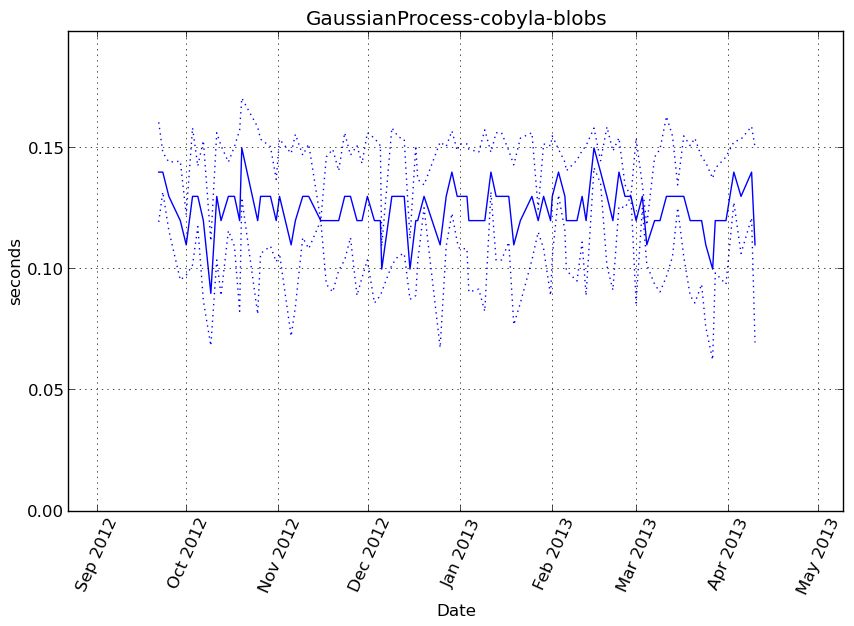 GaussianProcess-cobyla-blobs
seconds
0.15
0.10
0.05
0.00
Sep 2012
Oct 2012
Nov 2012
Dec 2012
Jan 2013
Feb 2013
Mar 2013
Apr 2013
May 2013
Date